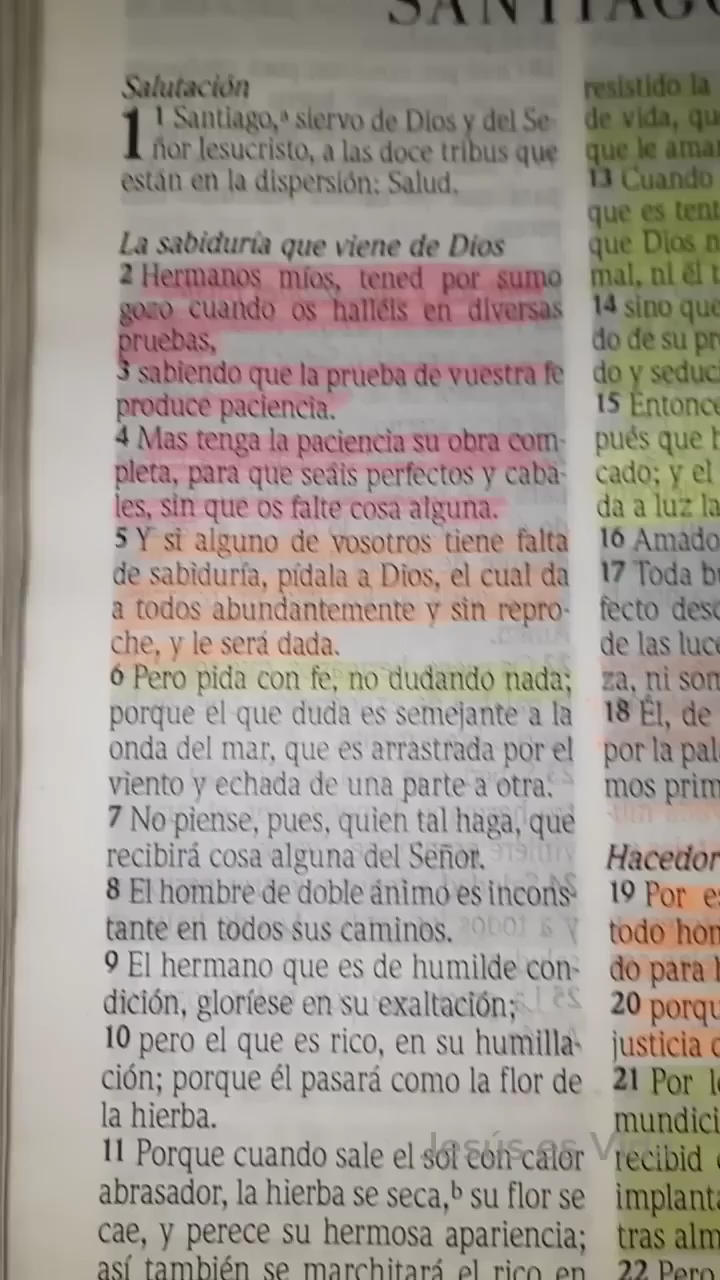 SANTIAGO
Salutación
1 1 Santiago,a siervo de Dios y del Se-
ñor Jesucristo, a las doce tribus que
están en la dispersión: Salud.
La sabiduría que viene de Dios
2 Hermanos míos, tened por sumo
gozo cuando os halléis en diversas
pruebas,
3 sabiendo que la prueba de vuestra fe
produce paciencia.
4 Mas tenga la paciencia su obra com-
pleta, para que seáis perfectos y caba-
les, sin que os falte cosa alguna.
5 Y si alguno de vosotros tiene falta
de sabiduría, pídala a Dios, el cual da
a todos abundantemente y sin repro-
che, y le será dada.
6 Pero pida con fe, no dudando nada;
porque el que duda es semejante a la
onda del mar, que es arrastrada por el
viento y echada de una parte a otra.
7 No piense, pues, quien tal haga, que
recibirá cosa alguna del Señor.
8 El hombre de doble ánimo es incons-
tante en todos sus caminos.
9 El hermano que es de humilde con-
dición, gloríese en su exaltación;
10 pero el que es rico, en su humilla-
ción; porque él pasará como la flor de
la hierba.
11 Porque cuando sale el sol con calor
abrasador, la hierba se seca,b su flor se
cae, y perece su hermosa apariencia;
así también se marchitará el rico en
resistido la
de vida, qu
que le ama
13 Cuando
que es tent
que Dios n
mal, ni él t
14 sino que
do de su pr
do y seduc
15 Entonce
pués que h
cado; y el
da a luz la
16 Amado
17 Toda b
fecto desc
de las luce
za, ni som
18 Él, de
por la pal
mos prim
Hacedor
19 Por e
todo hom
do para h
20 porqu
justicia d
21 Por l
mundici
recibid
implanta
tras alm
22 Pero
Jesús es Vi